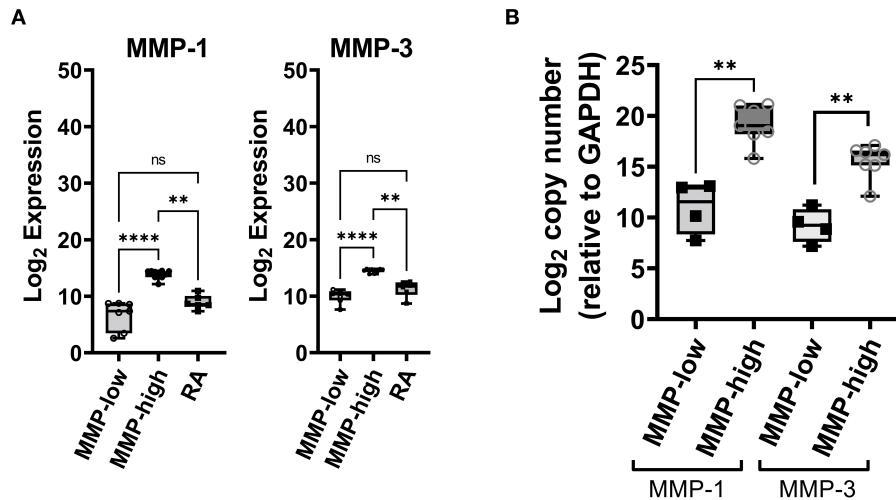 A
MMP-1
Log2 Expression
50
40
30
20
10
0
ns
**
****
MMP-low
MMP-high
RA
MMP-3
Log2 Expression
50
40
30
20
10
0
ns
**
****
MMP-low
MMP-high
RA
B
Log2 copy number
(relative to GAPDH)
25
20
15
10
5
0
**
**
MMP-low
MMP-high
MMP-low
MMP-high
MMP-1
MMP-3